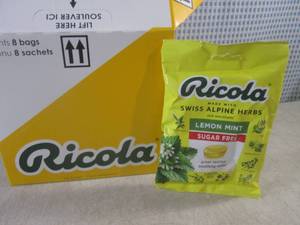 LIFT HERE
SOULEVER ICI
nts 8 bags
nu 8 sachets
Ricola
Ricola
MADE WITH
SWISS ALPINE HERBS
LEMON MINT
SUGAR FREE